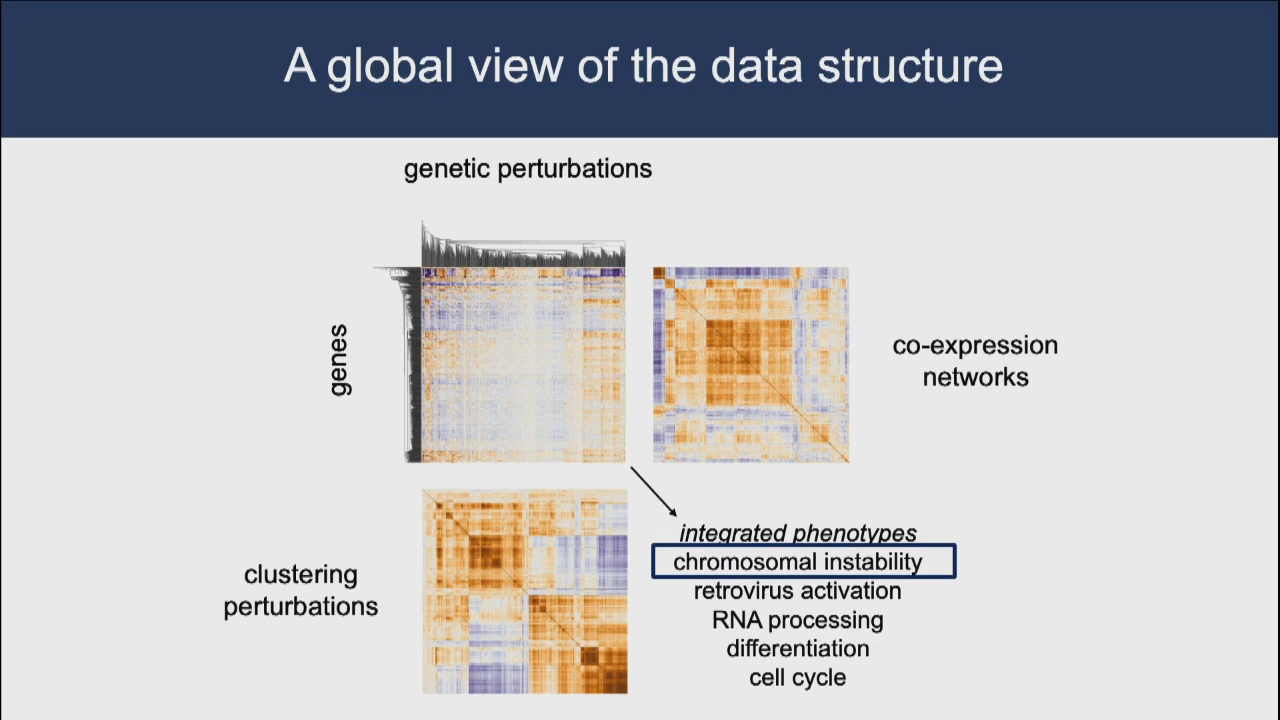 A global view of the data structure
genetic perturbations
genes
co-expression
networks
clustering
perturbations
integrated phenotypes
chromosomal instability
retrovirus activation
RNA processing
differentiation
cell cycle